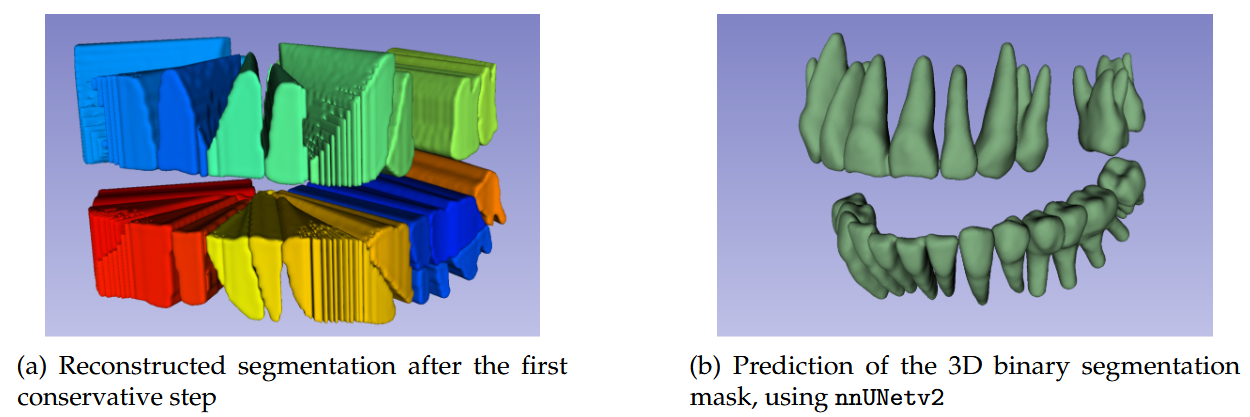 (a) Reconstructed segmentation after the first
conservative step
(b) Prediction of the 3D binary segmentation
mask, using nnUNetv2